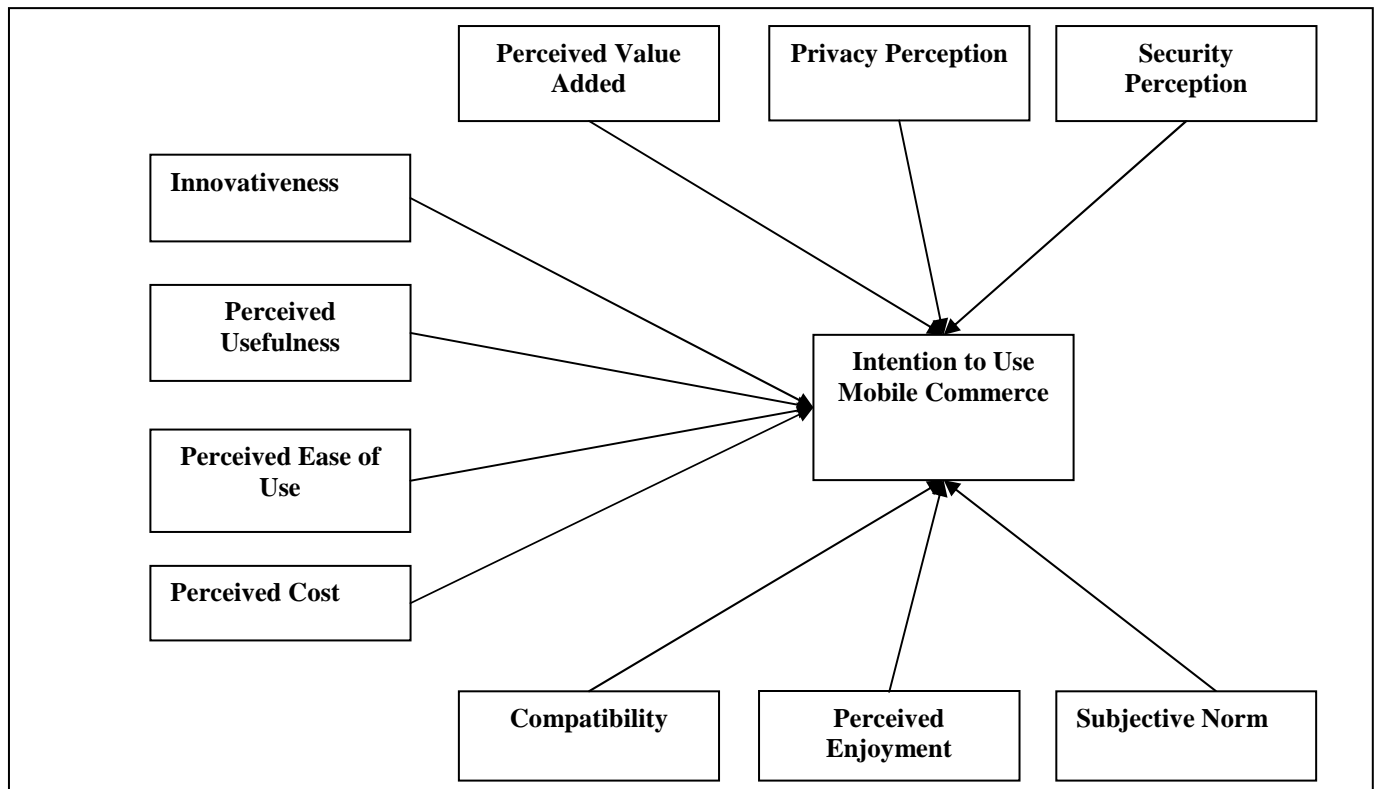 Perceived Value
Added
Privacy Perception
Security
Perception
Innovativeness
Perceived
Usefulness
Intention to Use
Mobile Commerce
Perceived Ease of
Use
Perceived Cost
Compatibility
Perceived
Enjoyment
Subjective Norm